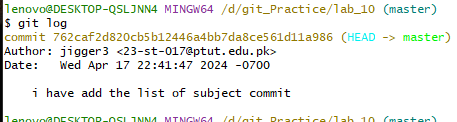 lenovo@DESKTOP-QSLJNN4 MINGW64 /d/git_Practice/lab_10 (master)
$ git log
commit 762caf2d820cb5b12446a4bb7da8ce561d11a986 (HEAD -> master)
Author: jigger3 <23-st-017@ptut.edu.pk>
Date:   Wed Apr 17 22:41:47 2024 -0700
    i have add the list of subject commit
lenovo@DESKTOP-QSLJNN4 MINGW64 /d/git_Practice/lab_10 (master)